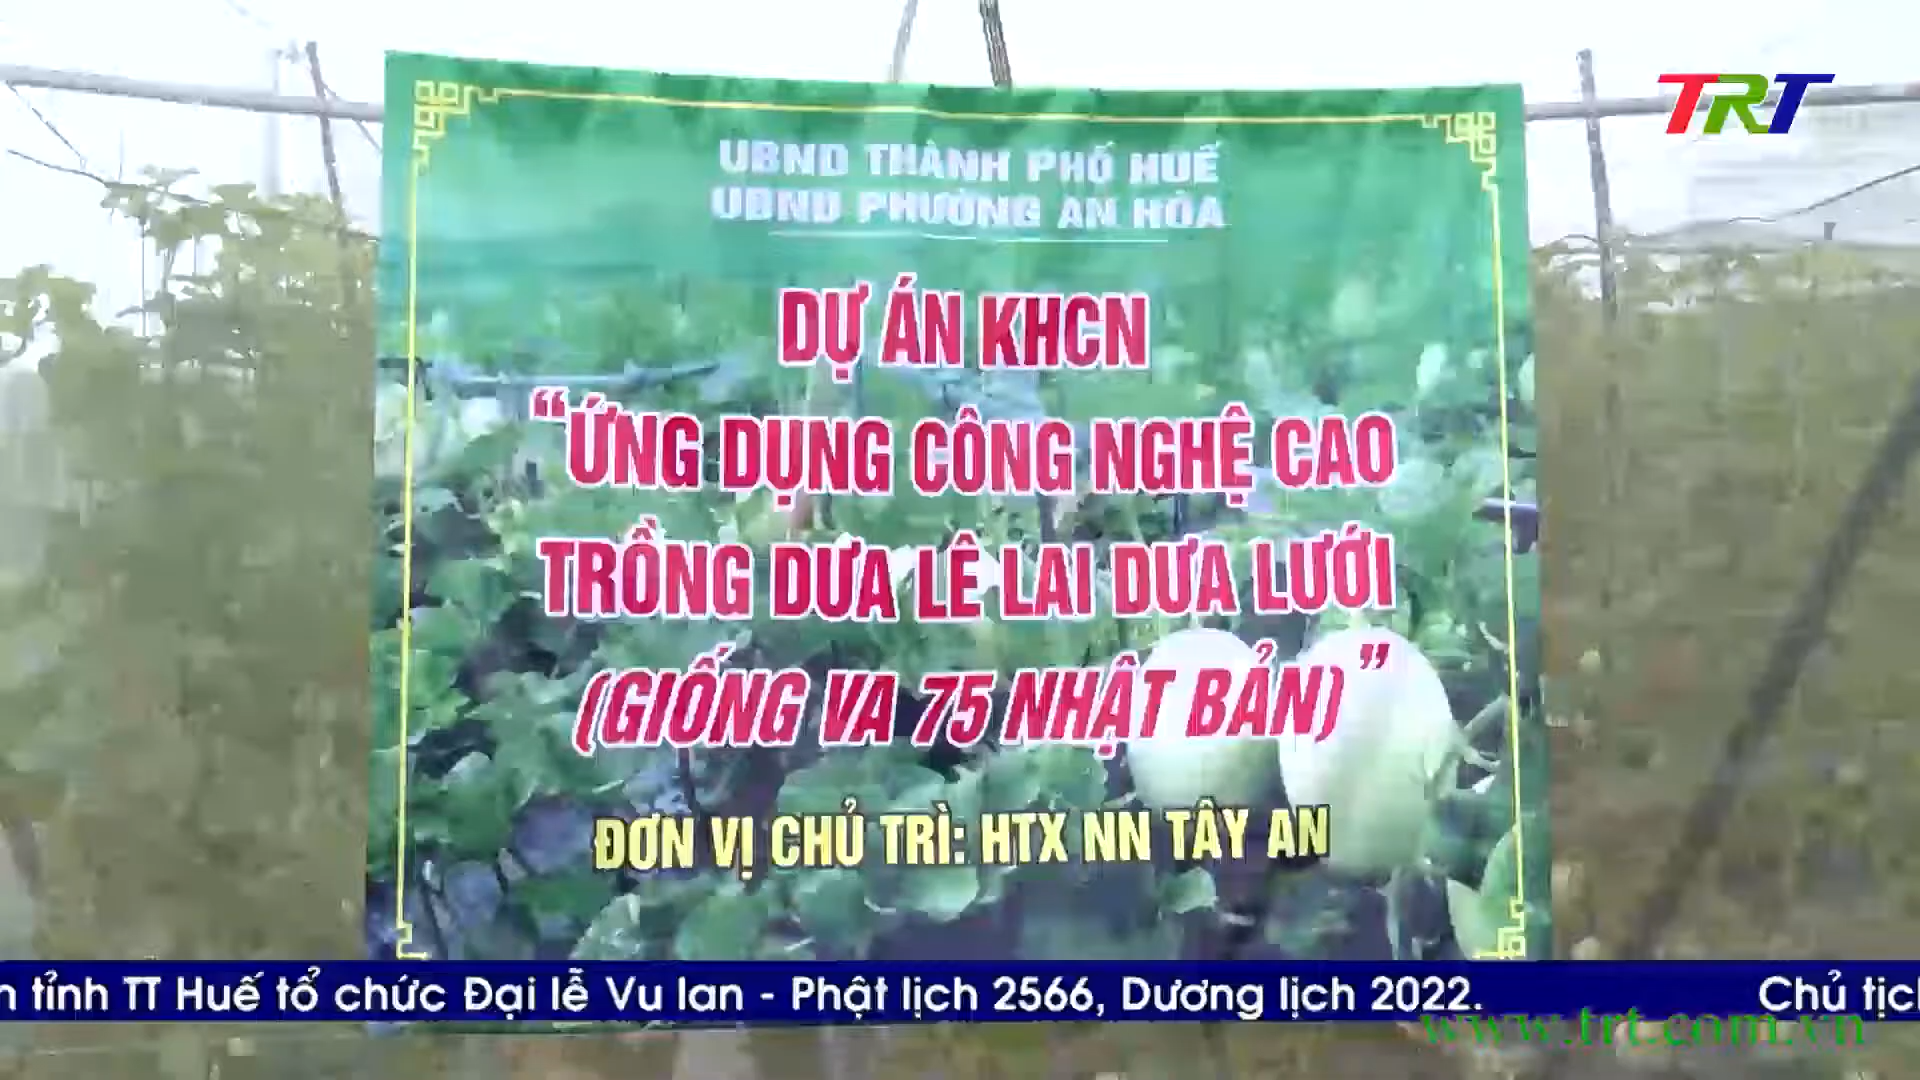 TRT
UBND THÀNH PHỐ HUẾ
UBND PHƯỜNG AN HÒA
DỰ ÁN KHCN
“ỨNG DỤNG CÔNG NGHỆ CAO
TRỒNG DƯA LÊ LAI DƯA LƯỚI
(GIỐNG VA 75 NHẬT BẢN)”
ĐƠN VỊ CHỦ TRÌ: HTX NN TÂY AN
n tỉnh TT Huế tổ chức Đại lễ Vu lan - Phật lịch 2566, Dương lịch 2022. Chủ tịc
www.trt.com.vn